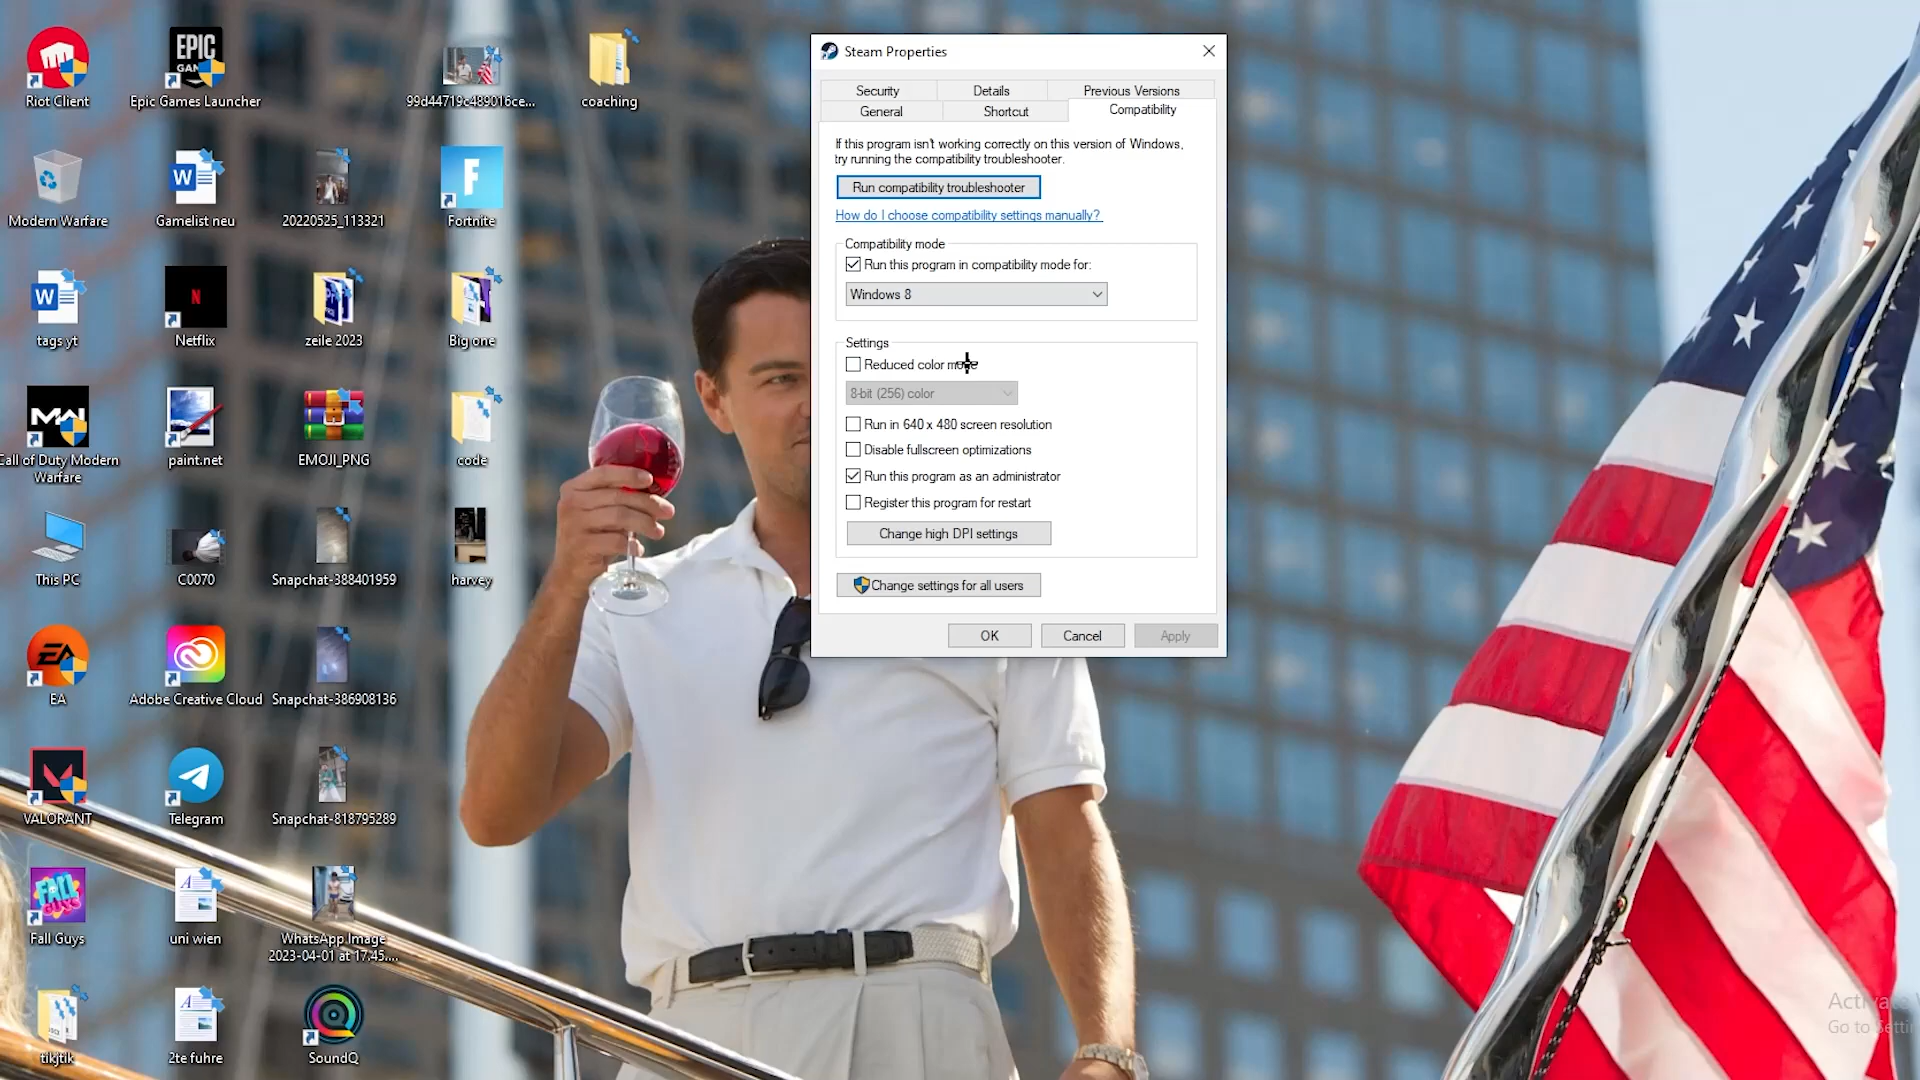 Riot Client
EPIC
Epic Games Launcher
99d44719c489016ce...
coaching
Modern Warfare
Gamelist neu
20220525_113321
Fortnite
tags yt
Netflix
zeile 2023
Big one
Call of Duty Modern
Warfare
paint.net
EMOJI_PNG
code
This PC
C0070
Snapchat-388401959
harvey
EA
Adobe Creative Cloud
Snapchat-386908136
VALORANT
Telegram
Snapchat-818795289
Fall Guys
uni wien
WhatsApp Image
2023-04-01 at 17.45....
tikjtik
2te fuhre
SoundQ
Steam Properties
Security
Details
Previous Versions
General
Shortcut
Compatibility
If this program isn't working correctly on this version of Windows,
try running the compatibility troubleshooter.
Run compatibility troubleshooter
How do I choose compatibility settings manually?
Compatibility mode
Run this program in compatibility mode for:
Windows 8
Settings
Reduced color mode
8-bit (256) color
Run in 640 x 480 screen resolution
Disable fullscreen optimizations
Run this program as an administrator
Register this program for restart
Change high DPI settings
Change settings for all users
OK
Cancel
Apply
Activate
Go to